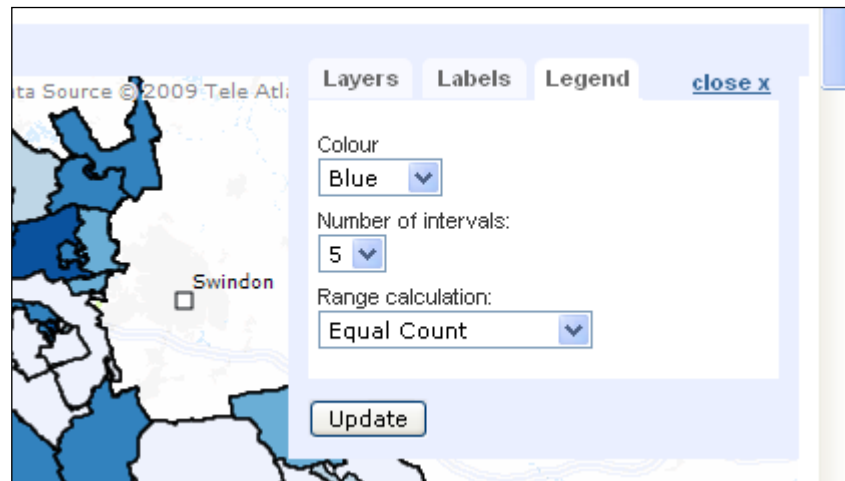 ta Source © 2009 Tele Atla
Layers Labels Legend close x
Colour
Blue
Number of intervals:
5
Swindon
Range calculation:
Equal Count
Update